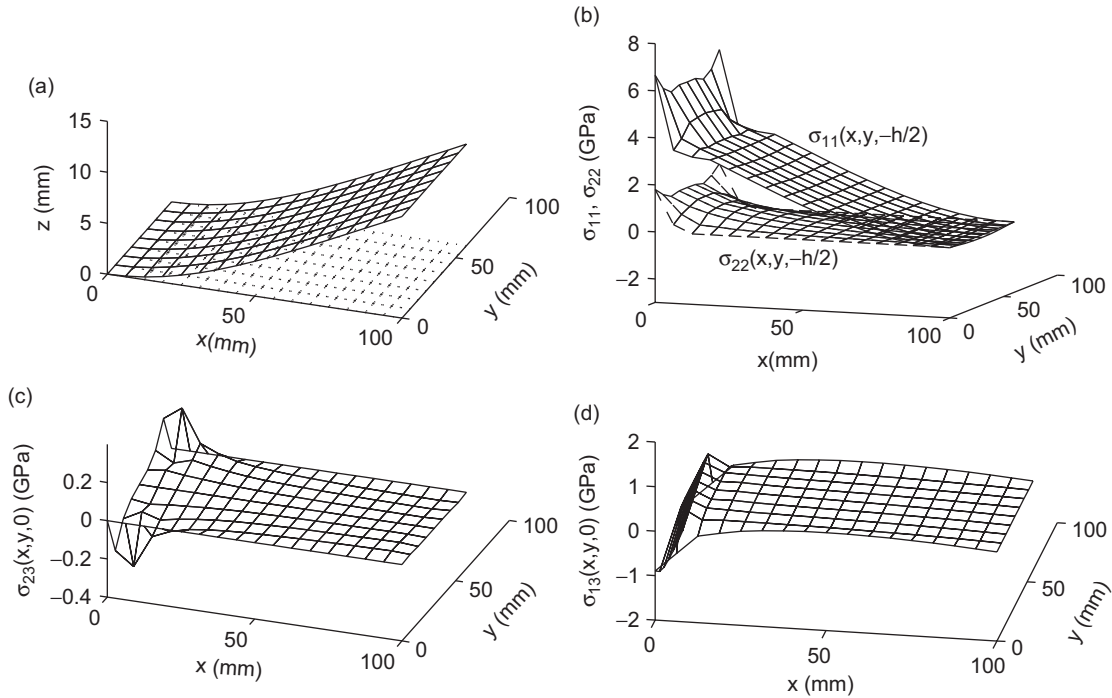 (a)
15
10
5
0
z (mm)
0
50
100
x(mm)
0
50
100
y (mm)
(b)
8
6
4
2
0
−2
σ11, σ22 (GPa)
σ11(x,y,−h/2)
σ22(x,y,−h/2)
0
50
100
x(mm)
0
50
100
y (mm)
(c)
0.2
0
−0.2
−0.4
σ23(x,y,0) (GPa)
0
50
100
x (mm)
0
50
100
y (mm)
(d)
2
1
0
−1
−2
σ13(x,y,0) (GPa)
0
50
100
x (mm)
0
50
100
y (mm)